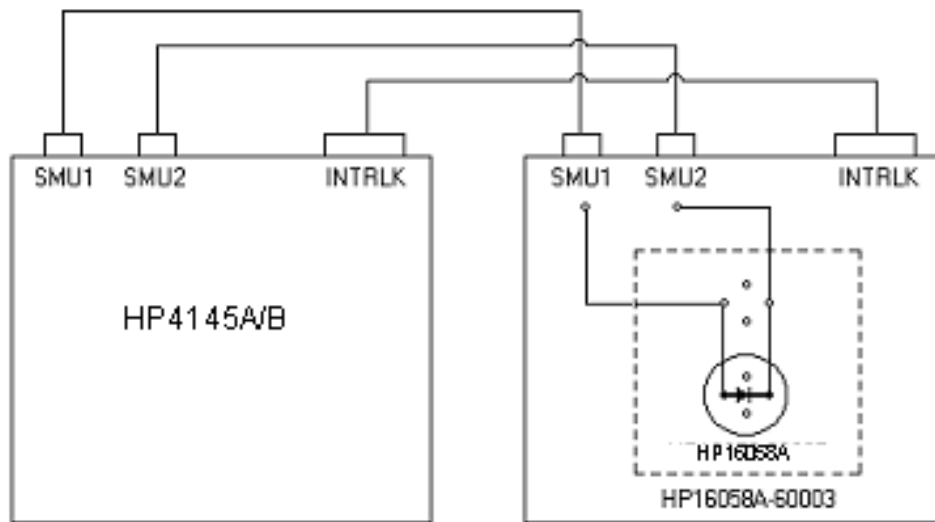 SMU1 SMU2 INTRLK
SMU1 SMU2 INTRLK
HP4145A/B
HP16058A
HP16058A-60003